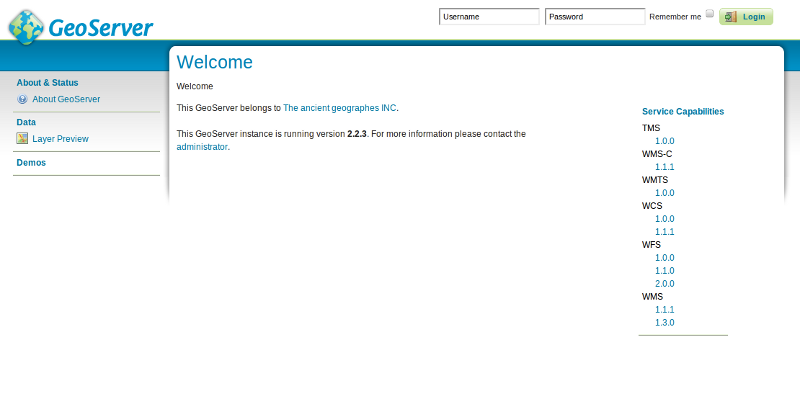 GeoServer
Username
Password
Remember me
Login
About & Status
About GeoServer
Data
Layer Preview
Demos
Welcome
Welcome
This GeoServer belongs to The ancient geographes INC.
This GeoServer instance is running version 2.2.3. For more information please contact the
administrator.
Service Capabilities
TMS
1.0.0
WMS-C
1.1.1
WMTS
1.0.0
WCS
1.0.0
1.1.1
WFS
1.0.0
1.1.0
2.0.0
WMS
1.1.1
1.3.0